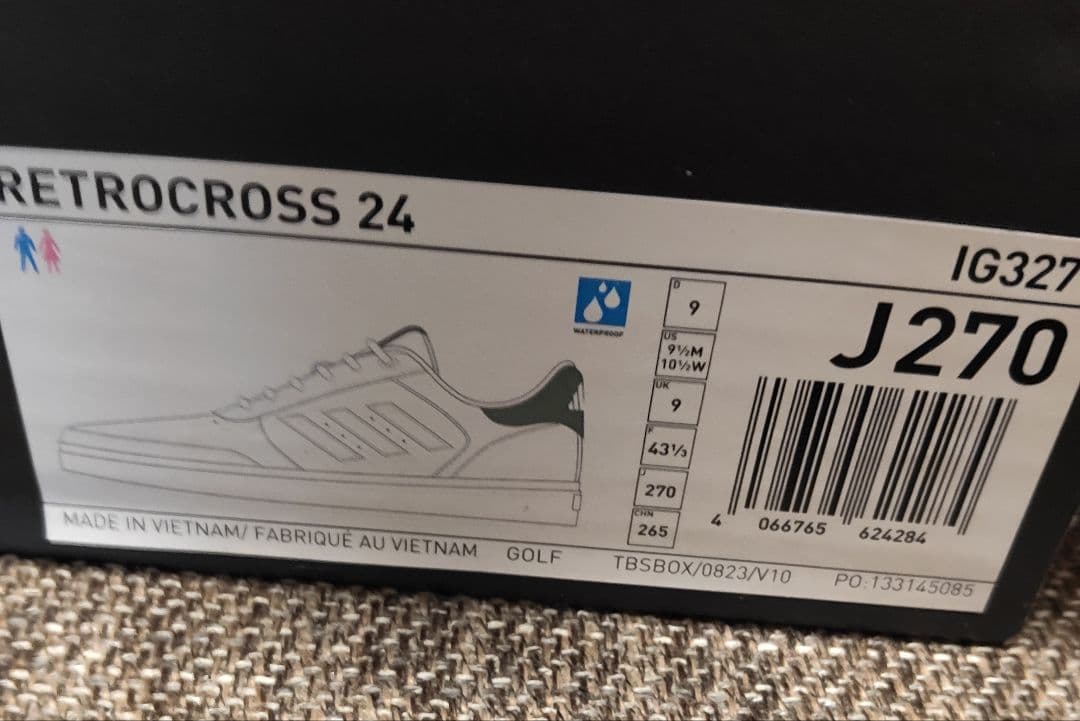 RETROCROSS 24
IG327
J 270
WATERPROOF
D
9
US
9½M
10½W
UK
9
F
43⅓
J
270
CHN
265
4 066765 624284
MADE IN VIETNAM/ FABRIQUÉ AU VIETNAM GOLF TBSBOX/0823/V10 PO:133145085